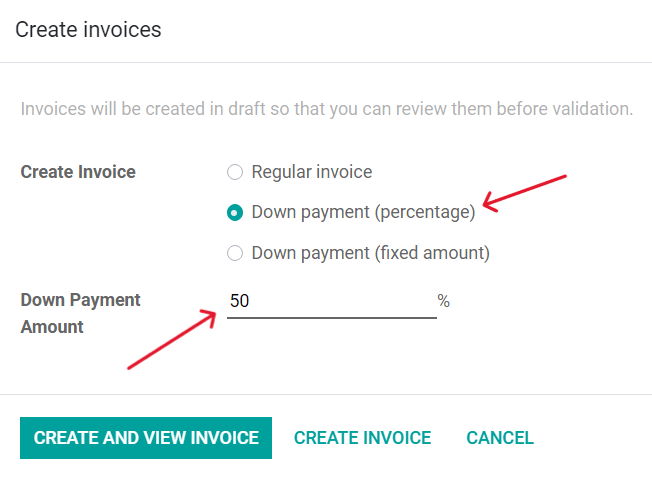 Create invoices
Invoices will be created in draft so that you can review them before validation.
Create Invoice
Regular invoice
Down payment (percentage)
Down payment (fixed amount)
Down Payment
Amount
50
%
CREATE AND VIEW INVOICE
CREATE INVOICE
CANCEL